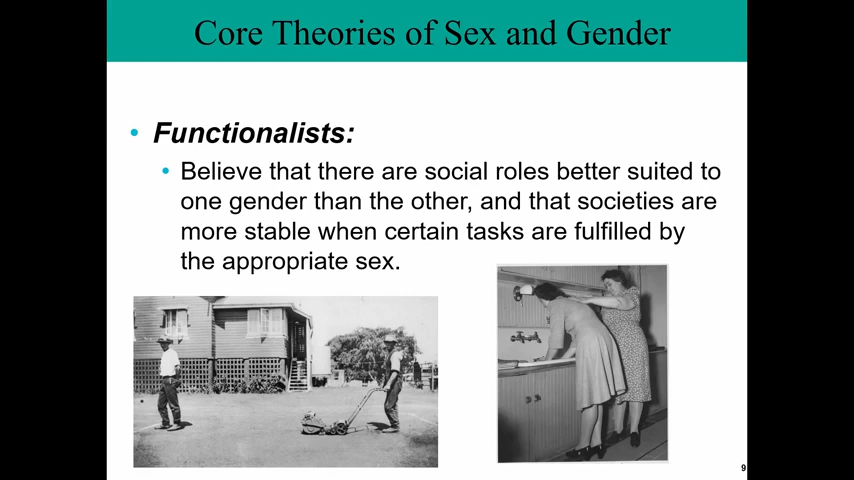 Core Theories of Sex and Gender
• Functionalists:
• Believe that there are social roles better suited to
one gender than the other, and that societies are
more stable when certain tasks are fulfilled by
the appropriate sex.
9